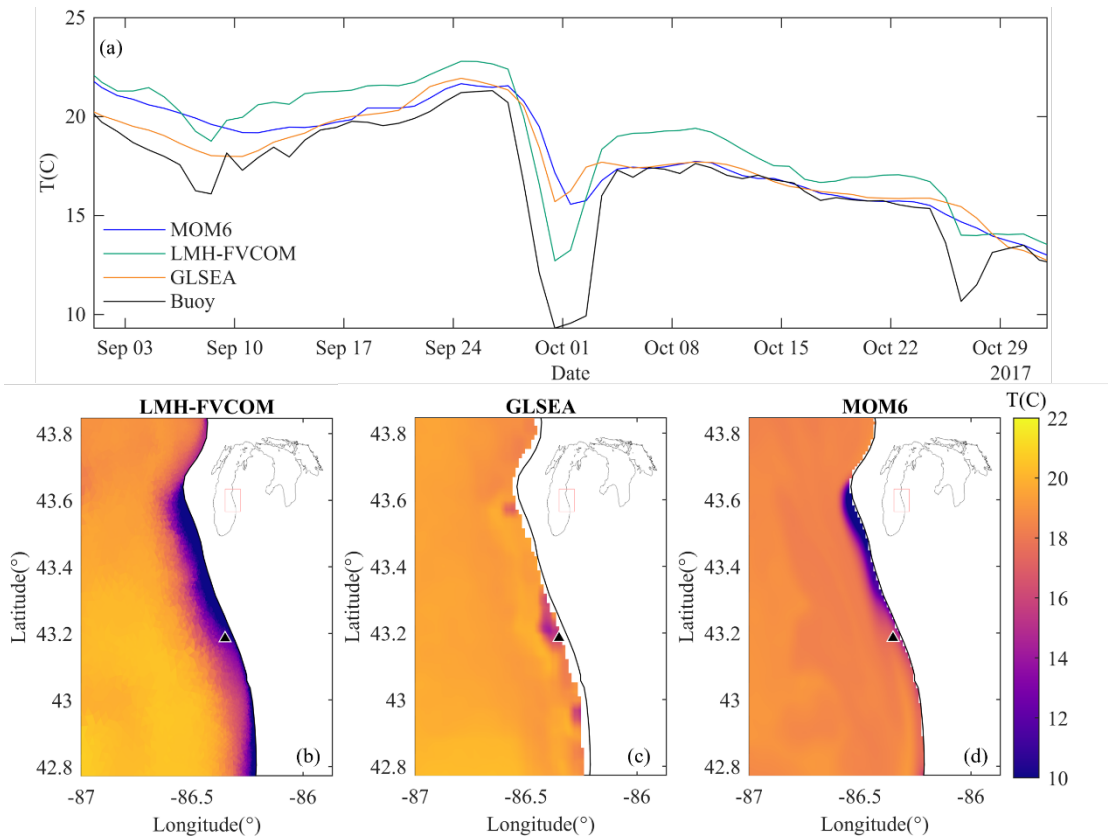 25
(a)
20
T(C)
15
10
MOM6
LMH-FVCOM
GLSEA
Buoy
Sep 03 Sep 10 Sep 17 Sep 24 Oct 01 Oct 08 Oct 15 Oct 22 Oct 29
Date 2017
LMH-FVCOM GLSEA MOM6 T(C)
43.8 43.8 43.8 22
43.6 43.6 43.6 20
43.4 43.4 43.4 18
Latitude(°) Latitude(°) Latitude(°) 16
43.2 43.2 43.2 14
43 43 43 12
42.8 (b) 42.8 (c) 42.8 (d) 10
-87 -86.5 -86 -87 -86.5 -86 -87 -86.5 -86
Longitude(°) Longitude(°) Longitude(°)